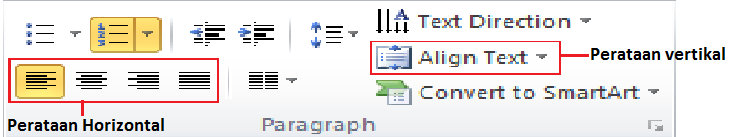 Text Direction
Align Text
Perataan vertikal
Convert to SmartArt
Perataan Horizontal
Paragraph